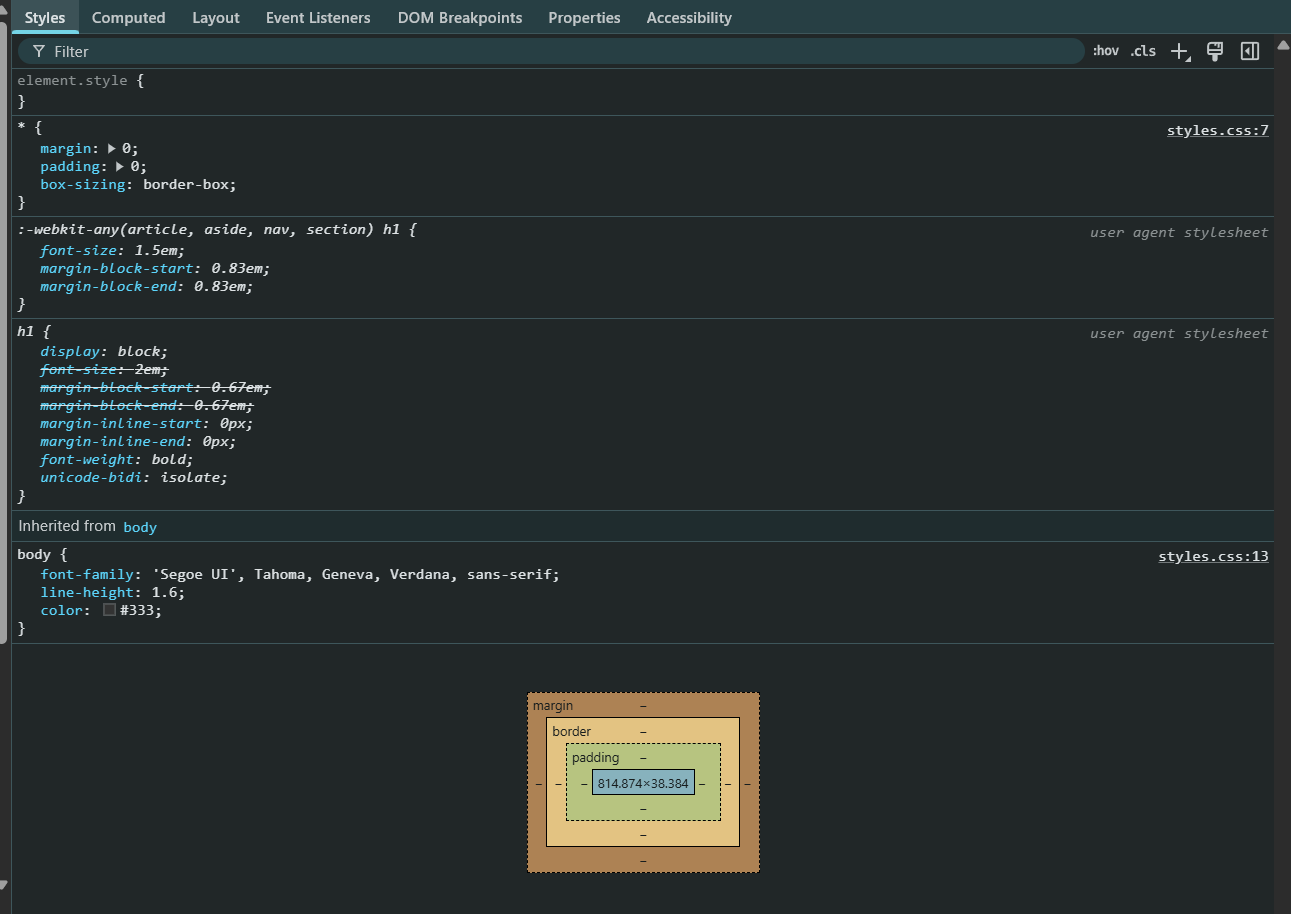 Styles Computed Layout Event Listeners DOM Breakpoints Properties Accessibility
Filter :hov .cls
element.style {
}
* { styles.css:7
margin: 0;
padding: 0;
box-sizing: border-box;
}
:-webkit-any(article, aside, nav, section) h1 { user agent stylesheet
font-size: 1.5em;
margin-block-start: 0.83em;
margin-block-end: 0.83em;
}
h1 { user agent stylesheet
display: block;
font-size: 2em;
margin-block-start: 0.67em;
margin-block-end: 0.67em;
margin-inline-start: 0px;
margin-inline-end: 0px;
font-weight: bold;
unicode-bidi: isolate;
}
Inherited from body
body { styles.css:13
font-family: 'Segoe UI', Tahoma, Geneva, Verdana, sans-serif;
line-height: 1.6;
color: #333;
}
margin –
border –
padding –
– – – 814.874×38.384 – – –
–
–
–